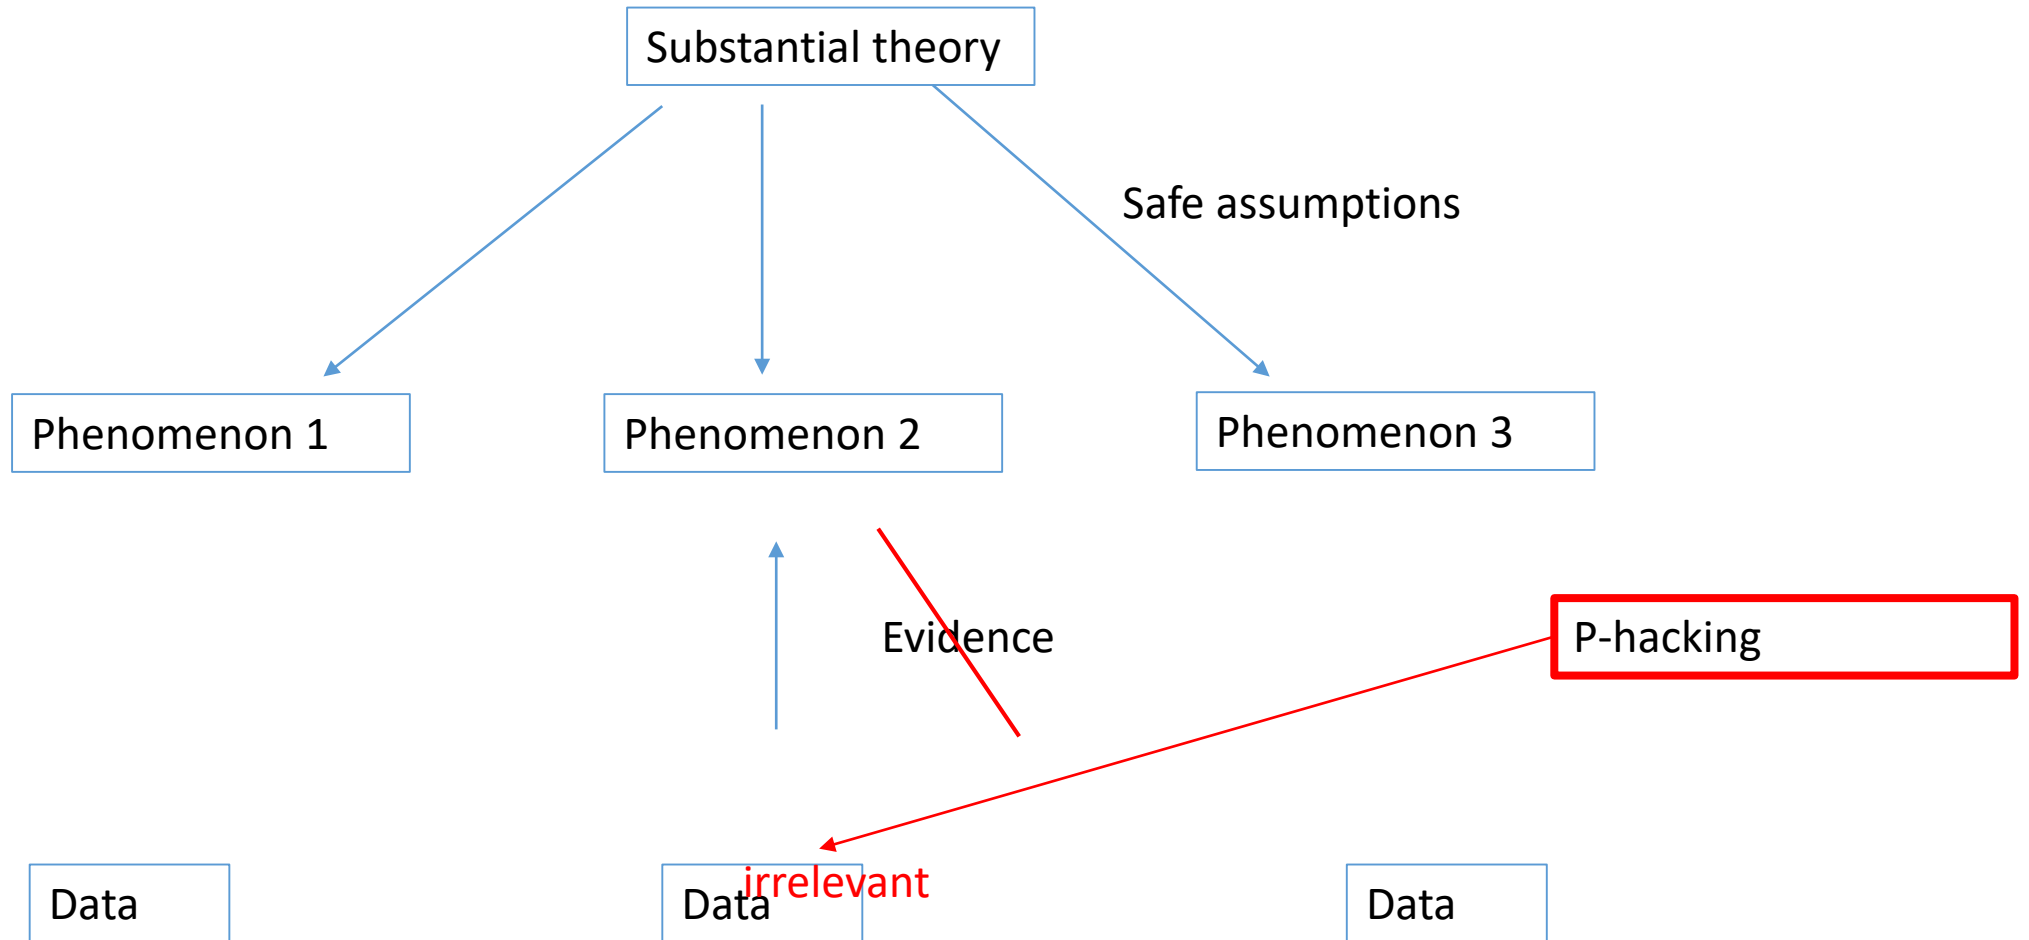 Substantial theory
Safe assumptions
Phenomenon 1
Phenomenon 2
Phenomenon 3
Evidence
P-hacking
irrelevant
Data
Data
Data